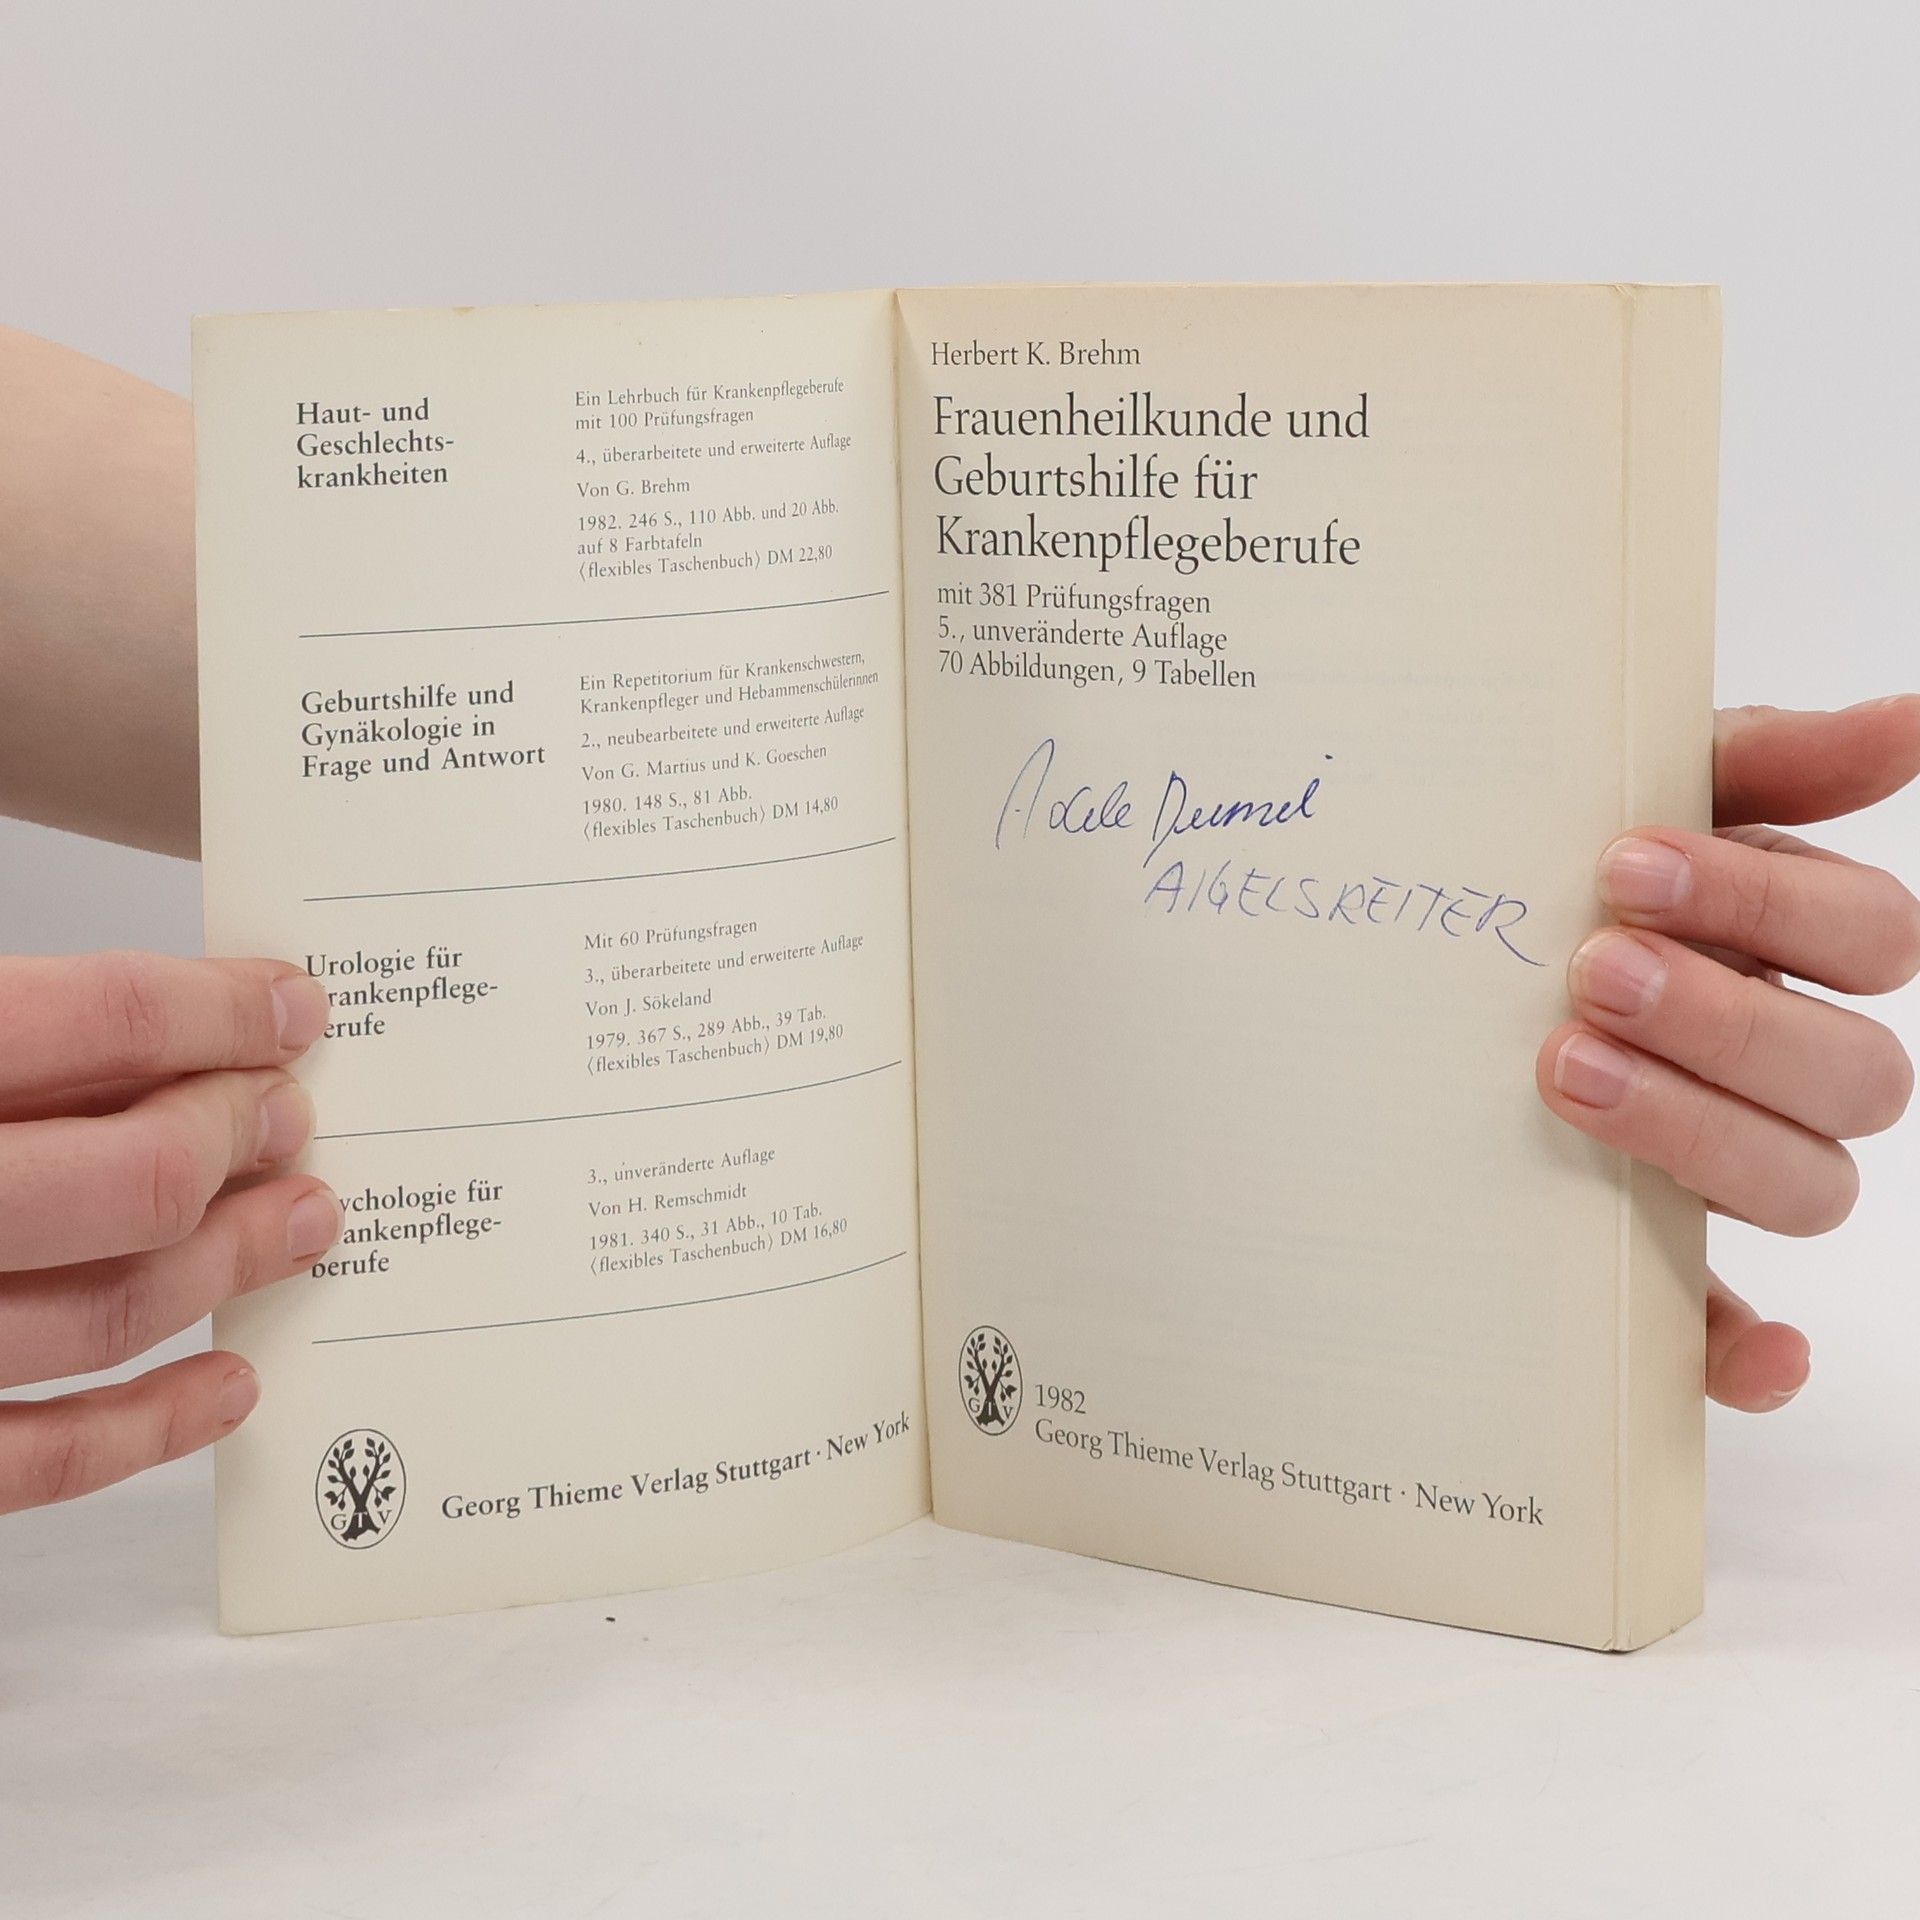 Haut- und
Geschlechts-
krankheiten
Ein Lehrbuch für Krankenpflegeberufe
mit 100 Prüfungsfragen
4., überarbeitete und erweiterte Auflage
Von G. Brehm
1982. 246 S., 110 Abb. und 20 Abb.
auf 8 Farbtafeln
⟨flexibles Taschenbuch⟩ DM 22,80
Geburtshilfe und
Gynäkologie in
Frage und Antwort
Ein Repetitorium für Krankenschwestern,
Krankenpfleger und Hebammenschülerinnen
2., neubearbeitete und erweiterte Auflage
Von G. Martius und K. Goeschen
1980. 148 S., 81 Abb.
⟨flexibles Taschenbuch⟩ DM 14,80
Urologie für
rankenpflege-
erufe
Mit 60 Prüfungsfragen
3., überarbeitete und erweiterte Auflage
Von J. Sökeland
1979. 367 S., 289 Abb., 39 Tab.
⟨flexibles Taschenbuch⟩ DM 19,80
ychologie für
ankenpflege-
berufe
3., unveränderte Auflage
Von H. Remschmidt
1981. 340 S., 31 Abb., 10 Tab.
⟨flexibles Taschenbuch⟩ DM 16,80
GTV
Georg Thieme Verlag Stuttgart · New York
Herbert K. Brehm
Frauenheilkunde und
Geburtshilfe für
Krankenpflegeberufe
mit 381 Prüfungsfragen
5., unveränderte Auflage
70 Abbildungen, 9 Tabellen
Adele
AIGELSREITER
GTV
1982
Georg Thieme Verlag Stuttgart · New York